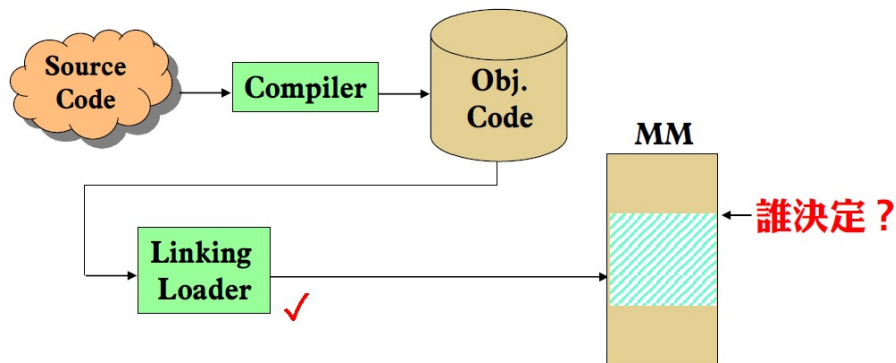 Source
Code
Compiler
Obj.
Code
MM
誰決定？
Linking
Loader